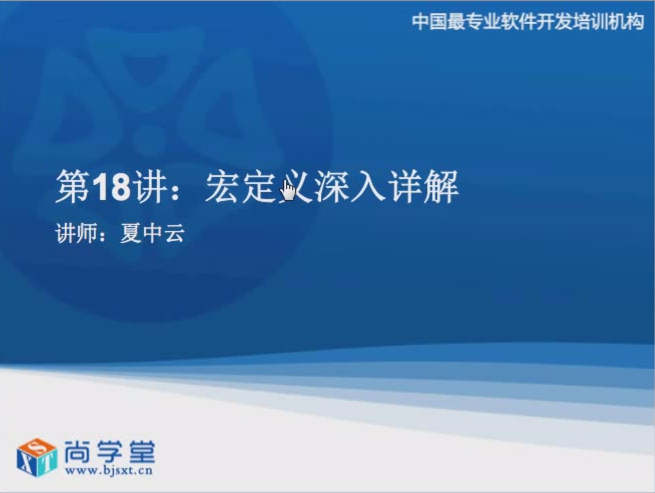 中国最专业软件开发培训机构
第18讲：宏定义深入详解
讲师：夏中云
XST
尚学堂
www.bjsxt.cn